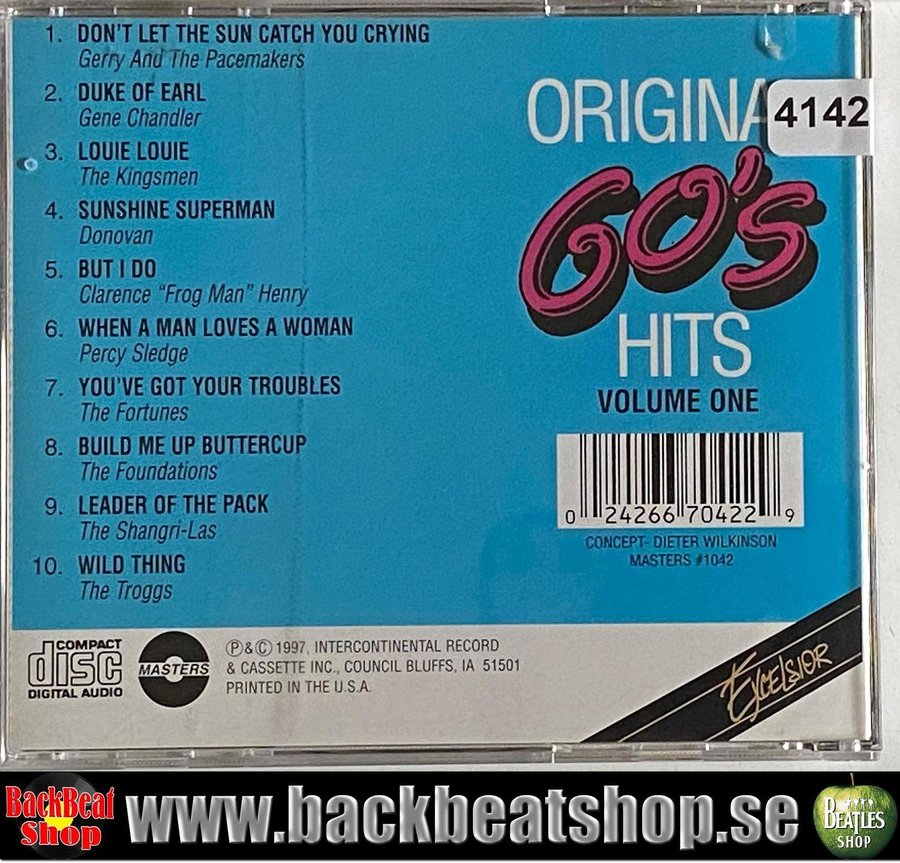 1. DON'T LET THE SUN CATCH YOU CRYING
Gerry And The Pacemakers
2. DUKE OF EARL
Gene Chandler
3. LOUIE LOUIE
The Kingsmen
4. SUNSHINE SUPERMAN
Donovan
5. BUT I DO
Clarence "Frog Man" Henry
6. WHEN A MAN LOVES A WOMAN
Percy Sledge
7. YOU'VE GOT YOUR TROUBLES
The Fortunes
8. BUILD ME UP BUTTERCUP
The Foundations
9. LEADER OF THE PACK
The Shangri-Las
10. WILD THING
The Troggs
ORIGINA
4142
60's
HITS
VOLUME ONE
0 24266 70422 9
CONCEPT- DIETER WILKINSON
MASTERS #1042
COMPACT
disc
DIGITAL AUDIO
MASTERS
Ⓟ&© 1997, INTERCONTINENTAL RECORD
& CASSETTE INC., COUNCIL BLUFFS, IA 51501
PRINTED IN THE U.S.A.
EXCELSIOR
BackBeat
Shop
www.backbeatshop.se
BEATLES
SHOP